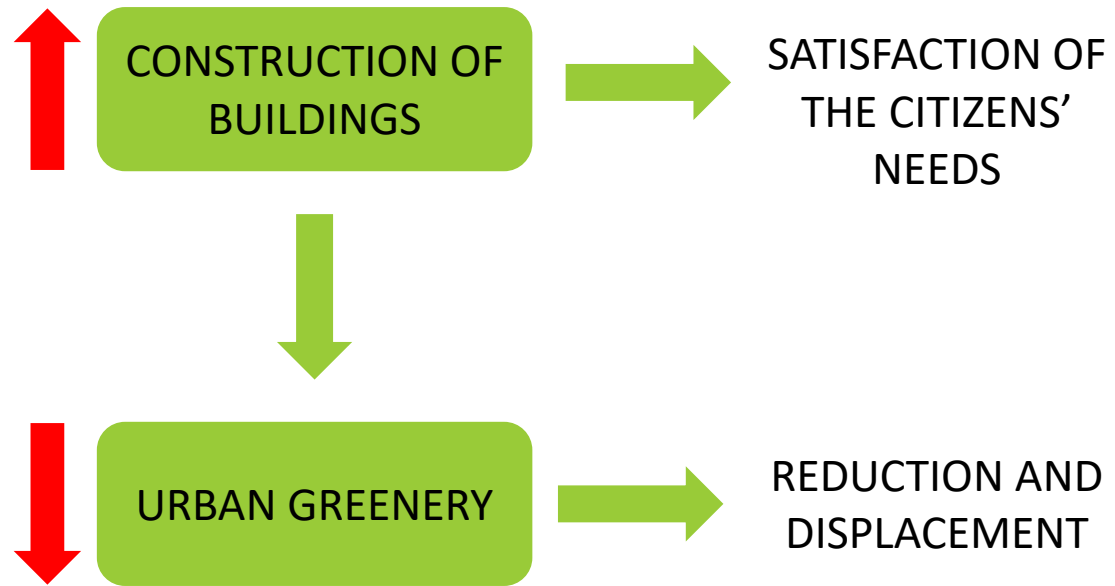 CONSTRUCTION OF
BUILDINGS
SATISFACTION OF
THE CITIZENS’
NEEDS
URBAN GREENERY
REDUCTION AND
DISPLACEMENT